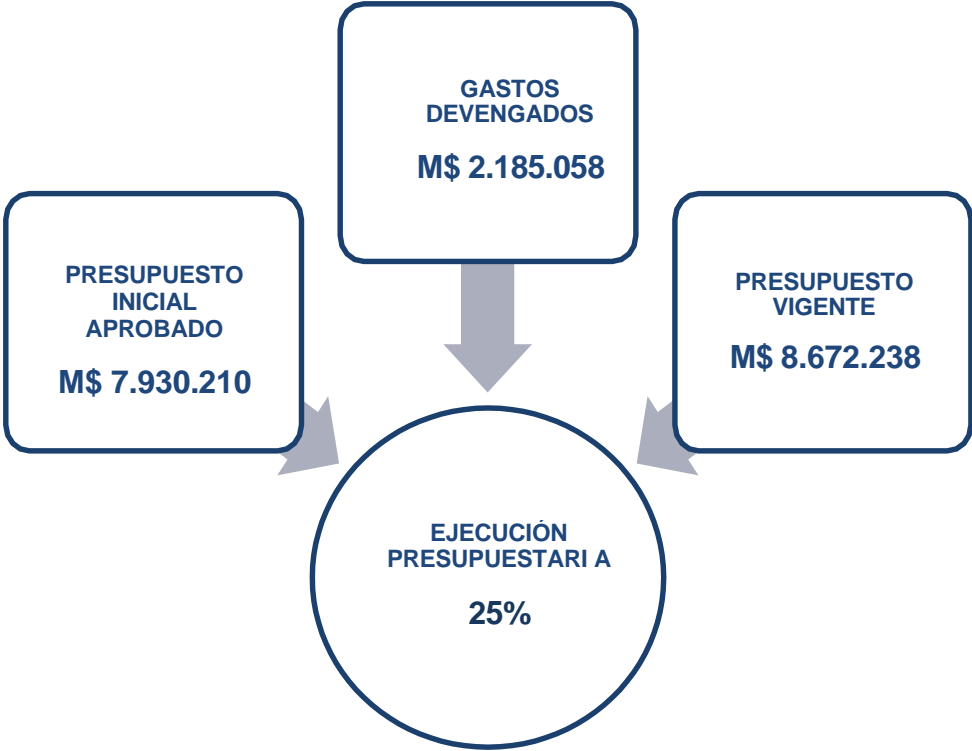 GASTOS
DEVENGADOS
M$ 2.185.058
PRESUPUESTO
INICIAL
APROBADO
M$ 7.930.210
PRESUPUESTO
VIGENTE
M$ 8.672.238
EJECUCIÓN
PRESUPUESTARI A
25%